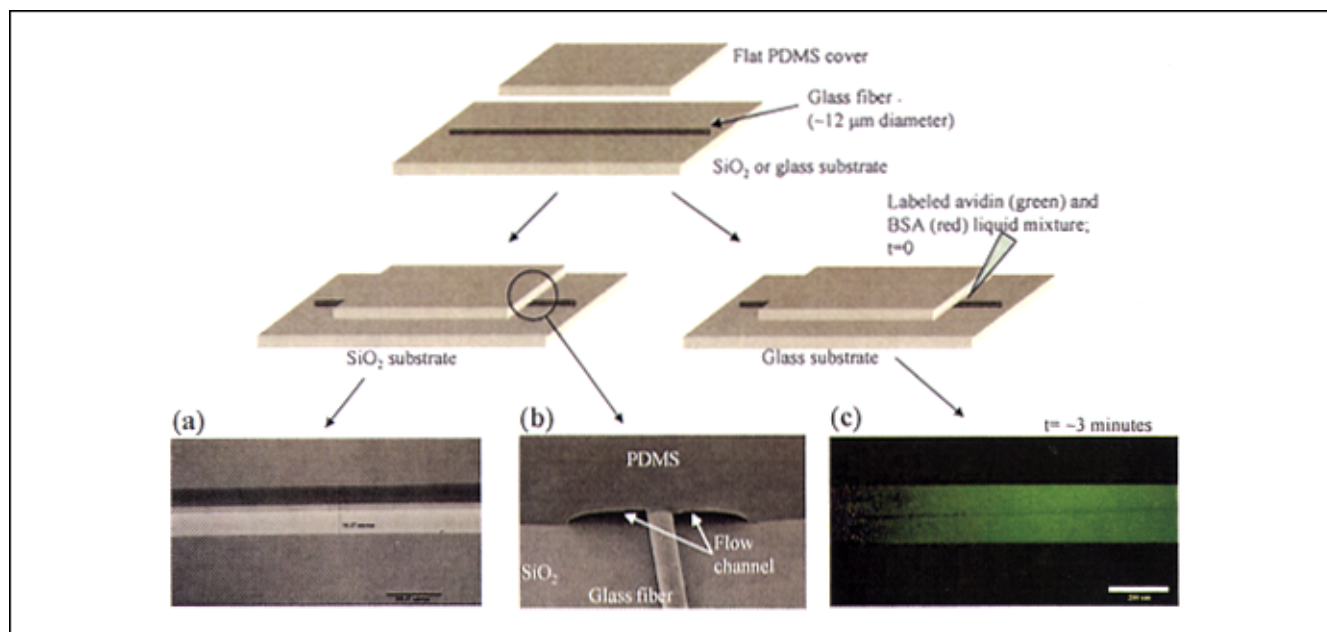 Flat PDMS cover
Glass fiber -
(~12 μm diameter)
SiO₂ or glass substrate
Labeled avidin (green) and
BSA (red) liquid mixture;
t=0
SiO₂ substrate
Glass substrate
(a)
(b)
(c)
t= ~3 minutes
PDMS
Flow
channel
SiO₂
Glass fiber